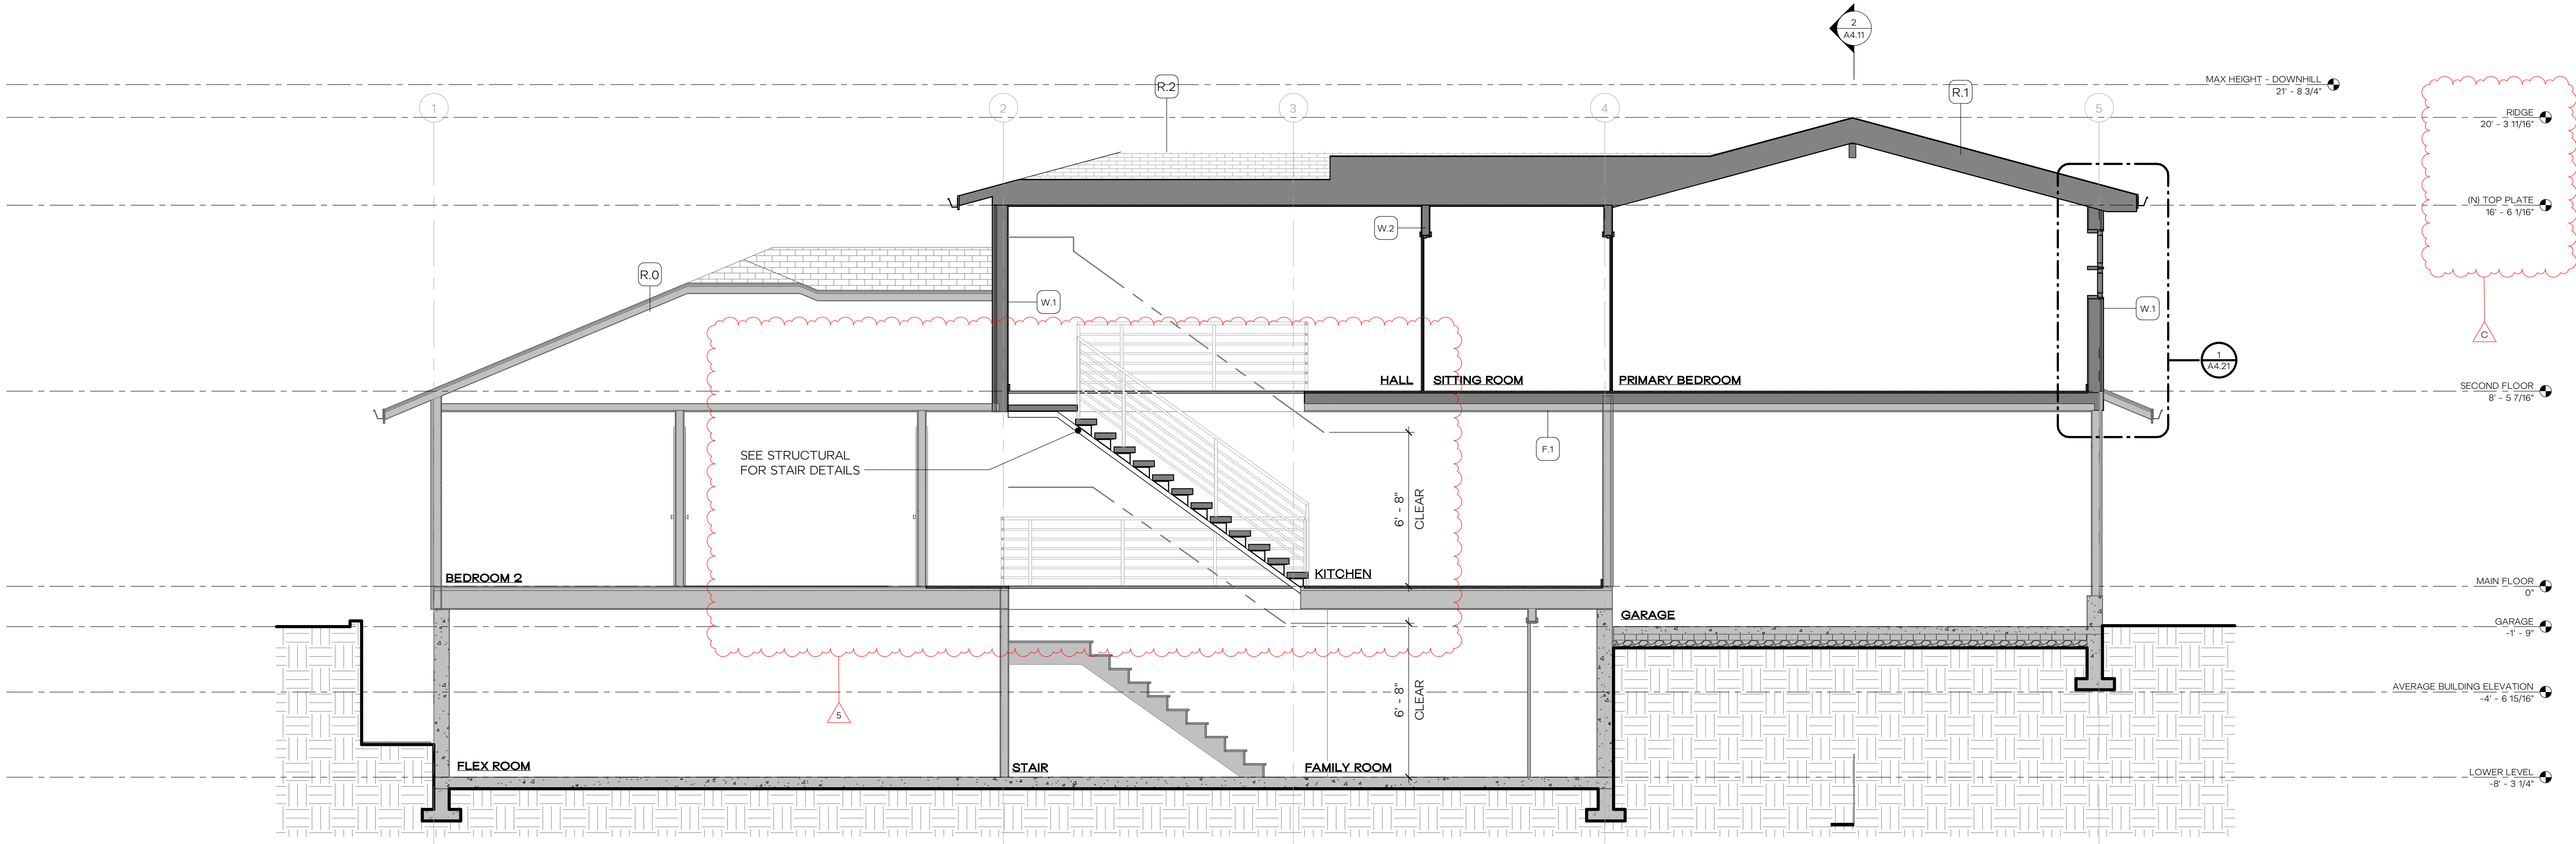 2
A4.11
MAX HEIGHT - DOWNHILL
21' - 8 3/4"
R.2
R.1
1
2
3
4
5
RIDGE
20' - 3 11/16"
(N) TOP PLATE
16' - 6 1/16"
W.2
R.0
W.1
W.1
C
1
A4.21
HALL
SITTING ROOM
PRIMARY BEDROOM
SECOND FLOOR
8' - 5 7/16"
SEE STRUCTURAL
FOR STAIR DETAILS
F.1
6' - 8"
CLEAR
BEDROOM 2
KITCHEN
MAIN FLOOR
0"
GARAGE
GARAGE
-1' - 9"
AVERAGE BUILDING ELEVATION
-4' - 6 15/16"
6' - 8"
CLEAR
5
FLEX ROOM
STAIR
FAMILY ROOM
LOWER LEVEL
-8' - 3 1/4"